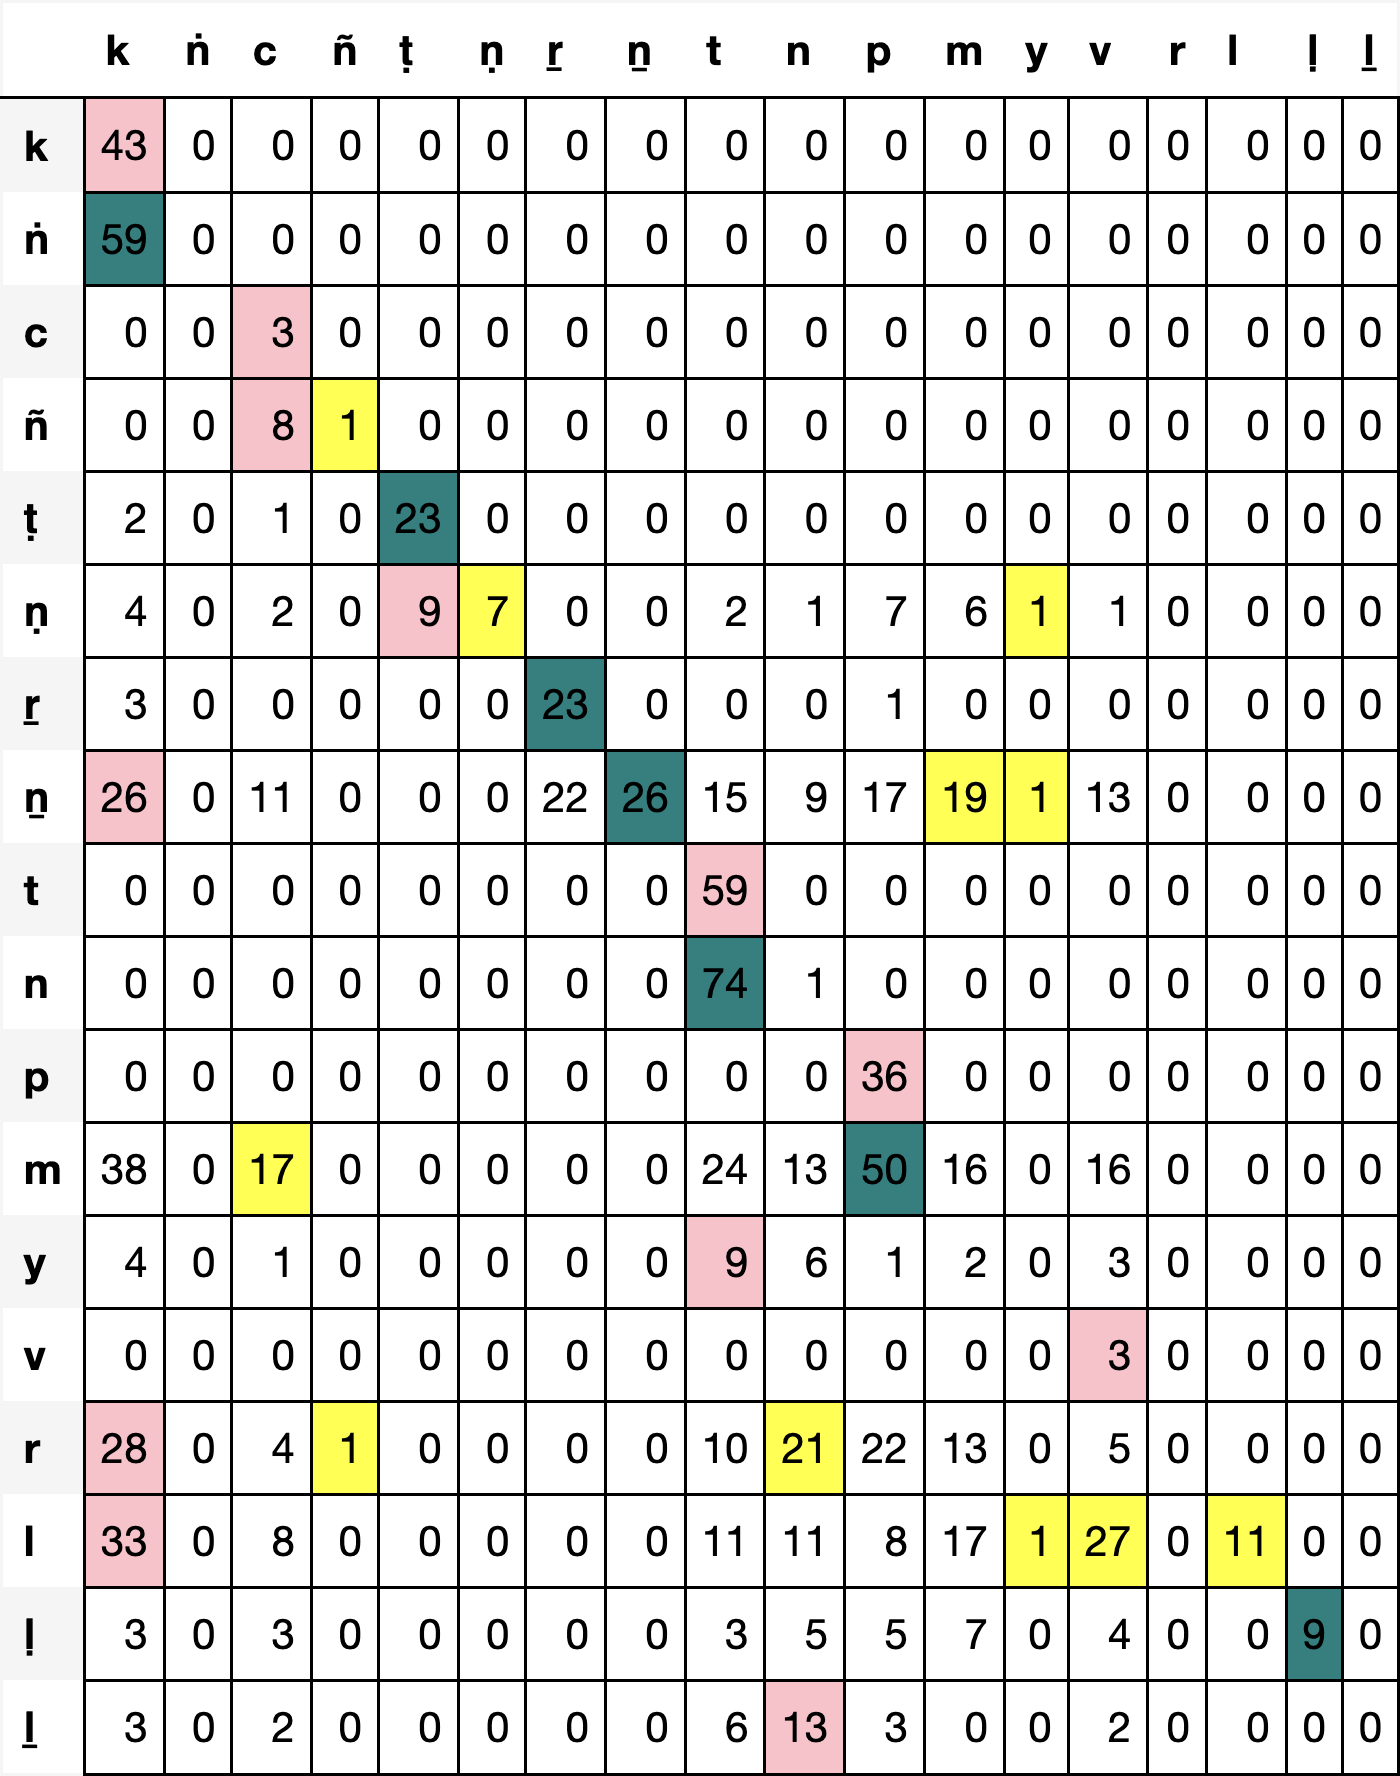 k ṅ c ñ ṭ ṇ ṟ ṉ t n p m y v r l ḷ ḻ
k 43 0 0 0 0 0 0 0 0 0 0 0 0 0 0 0 0 0
ṅ 59 0 0 0 0 0 0 0 0 0 0 0 0 0 0 0 0 0
c 0 0 3 0 0 0 0 0 0 0 0 0 0 0 0 0 0 0
ñ 0 0 8 1 0 0 0 0 0 0 0 0 0 0 0 0 0 0
ṭ 2 0 1 0 23 0 0 0 0 0 0 0 0 0 0 0 0 0
ṇ 4 0 2 0 9 7 0 0 2 1 7 6 1 1 0 0 0 0
ṟ 3 0 0 0 0 0 23 0 0 0 1 0 0 0 0 0 0 0
ṉ 26 0 11 0 0 0 22 26 15 9 17 19 1 13 0 0 0 0
t 0 0 0 0 0 0 0 0 59 0 0 0 0 0 0 0 0 0
n 0 0 0 0 0 0 0 0 74 1 0 0 0 0 0 0 0 0
p 0 0 0 0 0 0 0 0 0 0 36 0 0 0 0 0 0 0
m 38 0 17 0 0 0 0 0 24 13 50 16 0 16 0 0 0 0
y 4 0 1 0 0 0 0 0 9 6 1 2 0 3 0 0 0 0
v 0 0 0 0 0 0 0 0 0 0 0 0 0 3 0 0 0 0
r 28 0 4 1 0 0 0 0 10 21 22 13 0 5 0 0 0 0
l 33 0 8 0 0 0 0 0 11 11 8 17 1 27 0 11 0 0
ḷ 3 0 3 0 0 0 0 0 3 5 5 7 0 4 0 0 9 0
ḻ 3 0 2 0 0 0 0 0 6 13 3 0 0 2 0 0 0 0